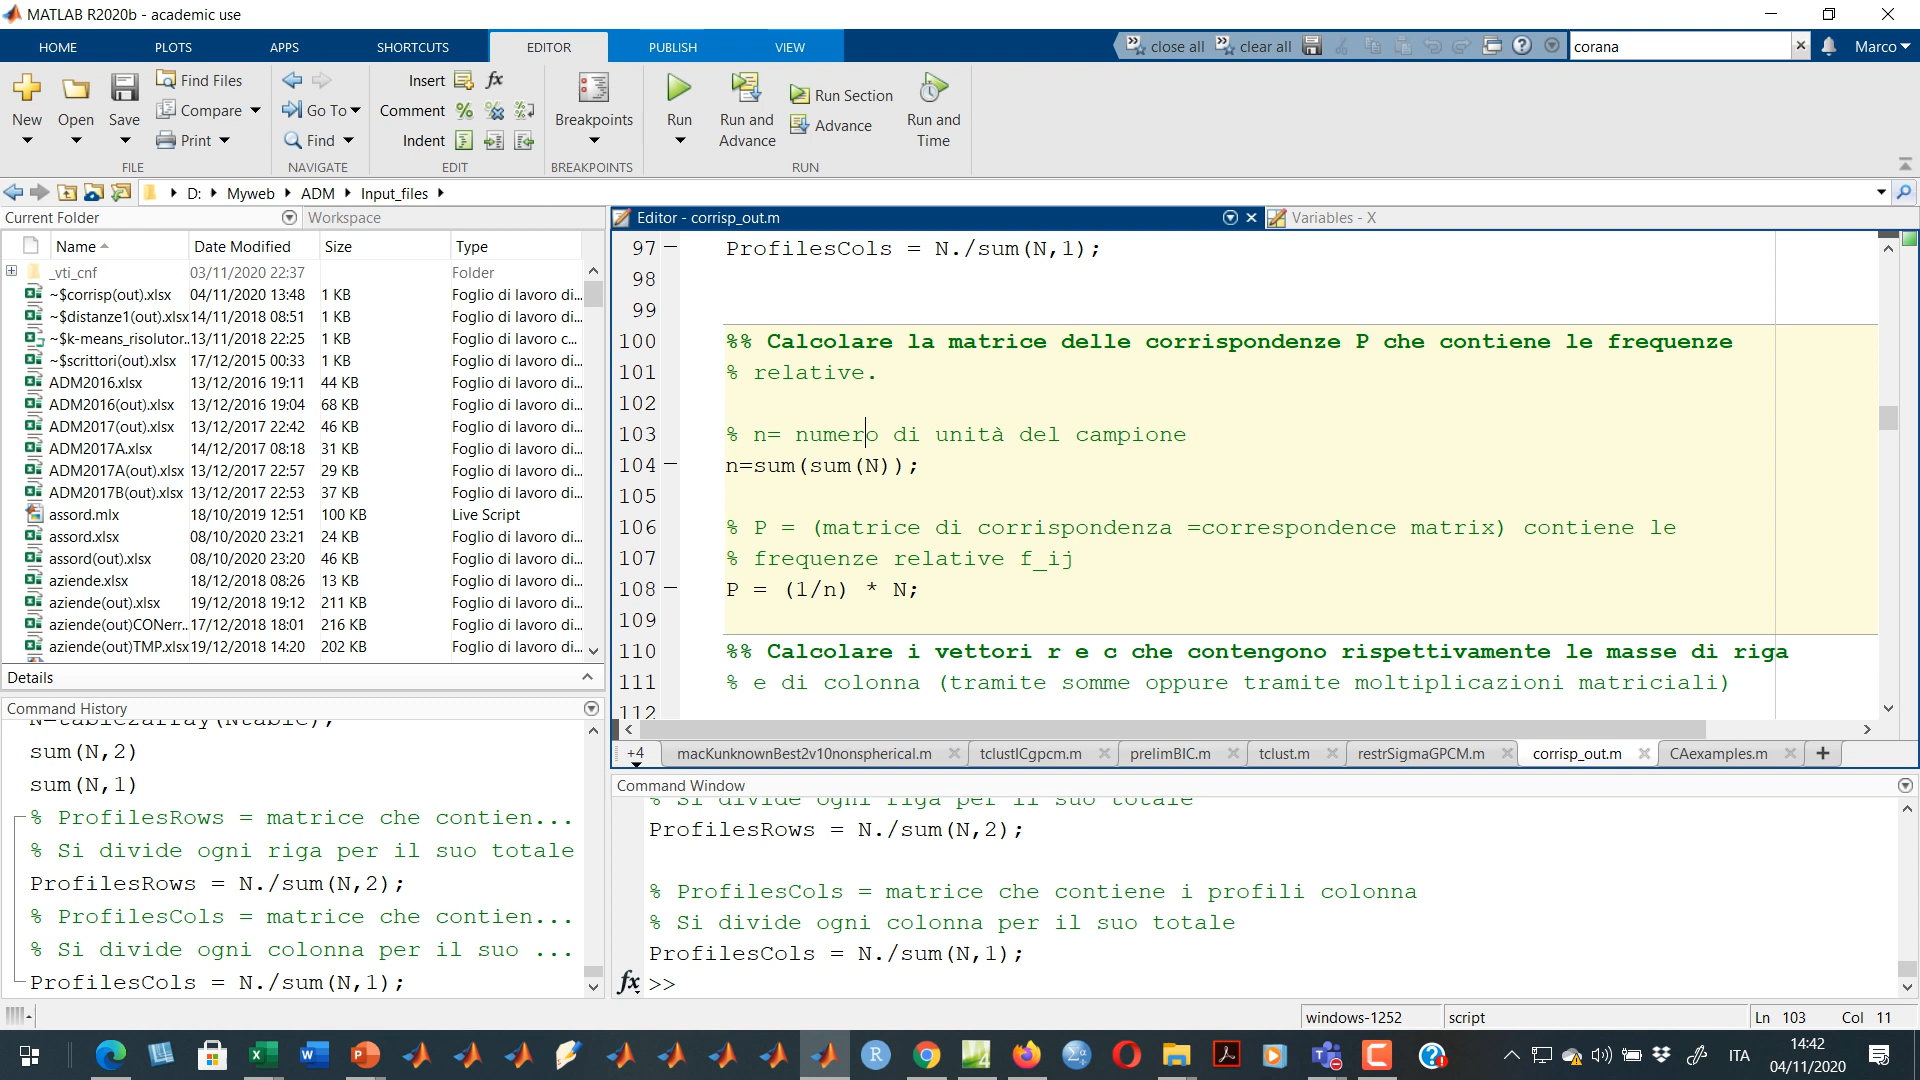 MATLAB R2020b - academic use
HOME PLOTS APPS SHORTCUTS EDITOR PUBLISH VIEW close all clear all corana Marco
New Open Save Find Files Compare Print
Go To Find
Insert Comment Indent
Breakpoints
Run Run and Advance Run Section Advance Run and Time
FILE NAVIGATE EDIT BREAKPOINTS RUN
D: Myweb ADM Input_files
Current Folder Workspace
Name Date Modified Size Type
_vti_cnf 03/11/2020 22:37 Folder
~$corrisp(out).xlsx 04/11/2020 13:48 1 KB Foglio di lavoro di...
~$distanze1(out).xlsx 14/11/2018 08:51 1 KB Foglio di lavoro di...
~$k-means_risolutor... 13/11/2018 22:25 1 KB Foglio di lavoro c...
~$scrittori(out).xlsx 17/12/2015 00:33 1 KB Foglio di lavoro di...
ADM2016.xlsx 13/12/2016 19:11 44 KB Foglio di lavoro di...
ADM2016(out).xlsx 13/12/2016 19:04 68 KB Foglio di lavoro di...
ADM2017(out).xlsx 13/12/2017 22:42 46 KB Foglio di lavoro di...
ADM2017A.xlsx 14/12/2017 08:18 31 KB Foglio di lavoro di...
ADM2017A(out).xlsx 13/12/2017 22:57 29 KB Foglio di lavoro di...
ADM2017B(out).xlsx 13/12/2017 22:53 37 KB Foglio di lavoro di...
assord.mlx 18/10/2019 12:51 100 KB Live Script
assord.xlsx 08/10/2020 23:21 24 KB Foglio di lavoro di...
assord(out).xlsx 08/10/2020 23:20 46 KB Foglio di lavoro di...
aziende.xlsx 18/12/2018 08:26 13 KB Foglio di lavoro di...
aziende(out).xlsx 19/12/2018 19:12 211 KB Foglio di lavoro di...
aziende(out)CONerr... 17/12/2018 18:01 216 KB Foglio di lavoro di...
aziende(out)TMP.xlsx 19/12/2018 14:20 202 KB Foglio di lavoro di...
Details
Command History
N=table2array(Ntable);
sum(N,2)
sum(N,1)
% ProfilesRows = matrice che contien...
% Si divide ogni riga per il suo totale
ProfilesRows = N./sum(N,2);
% ProfilesCols = matrice che contien...
% Si divide ogni colonna per il suo ...
ProfilesCols = N./sum(N,1);
Editor - corrisp_out.m Variables - X
97 ProfilesCols = N./sum(N,1);
98
99
100 %% Calcolare la matrice delle corrispondenze P che contiene le frequenze
101 % relative.
102
103 % n= numero di unità del campione
104 n=sum(sum(N));
105
106 % P = (matrice di corrispondenza =correspondence matrix) contiene le
107 % frequenze relative f_ij
108 P = (1/n) * N;
109
110 %% Calcolare i vettori r e c che contengono rispettivamente le masse di riga
111 % e di colonna (tramite somme oppure tramite moltiplicazioni matriciali)
112
+4 macKunknownBest2v10nonspherical.m tclustICgpcm.m prelimBIC.m tclust.m restrSigmaGPCM.m corrisp_out.m CAexamples.m +
Command Window
% Si divide ogni riga per il suo totale
ProfilesRows = N./sum(N,2);
% ProfilesCols = matrice che contiene i profili colonna
% Si divide ogni colonna per il suo totale
ProfilesCols = N./sum(N,1);
fx >>
windows-1252 script Ln 103 Col 11
ITA 14:42
04/11/2020